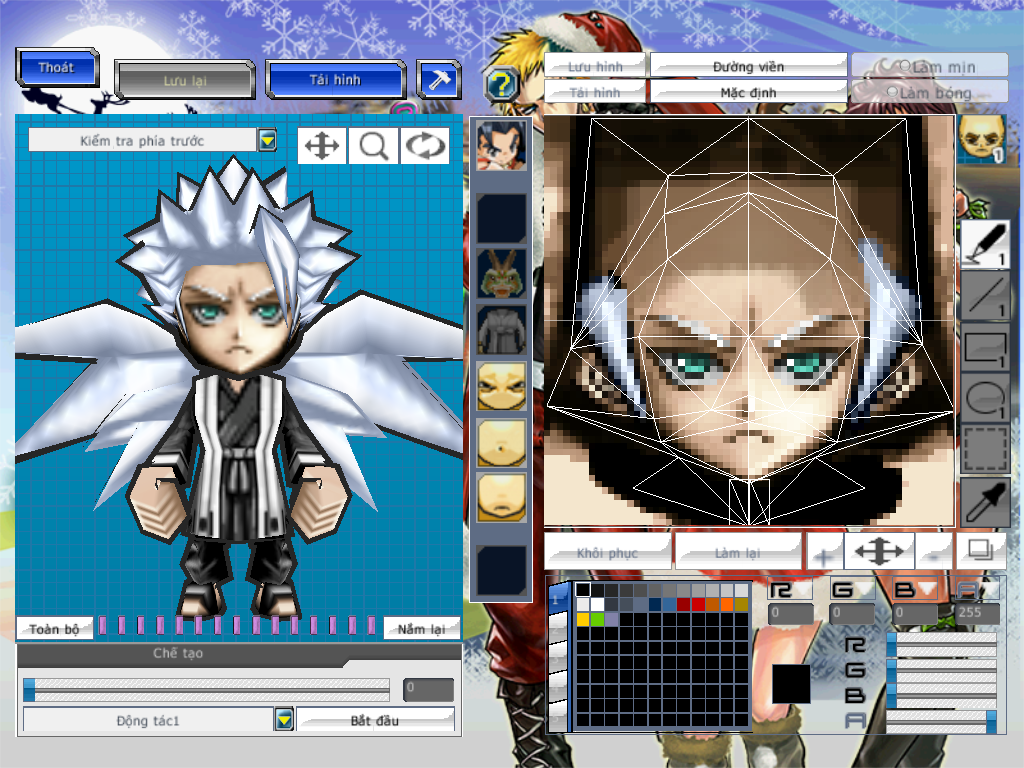 Thoát
Lưu lại
Tải hình
?
Lưu hình
Đường viền
Làm mịn
Tải hình
Mặc định
Làm bóng
Kiểm tra phía trước
1
1
1
1
1
Khôi phục
Làm lại
+
-
Toàn bộ
Nắm lại
Chế tạo
0
Động tác1
Bắt đầu
1
R
G
B
A
0
0
0
255
R
G
B
A